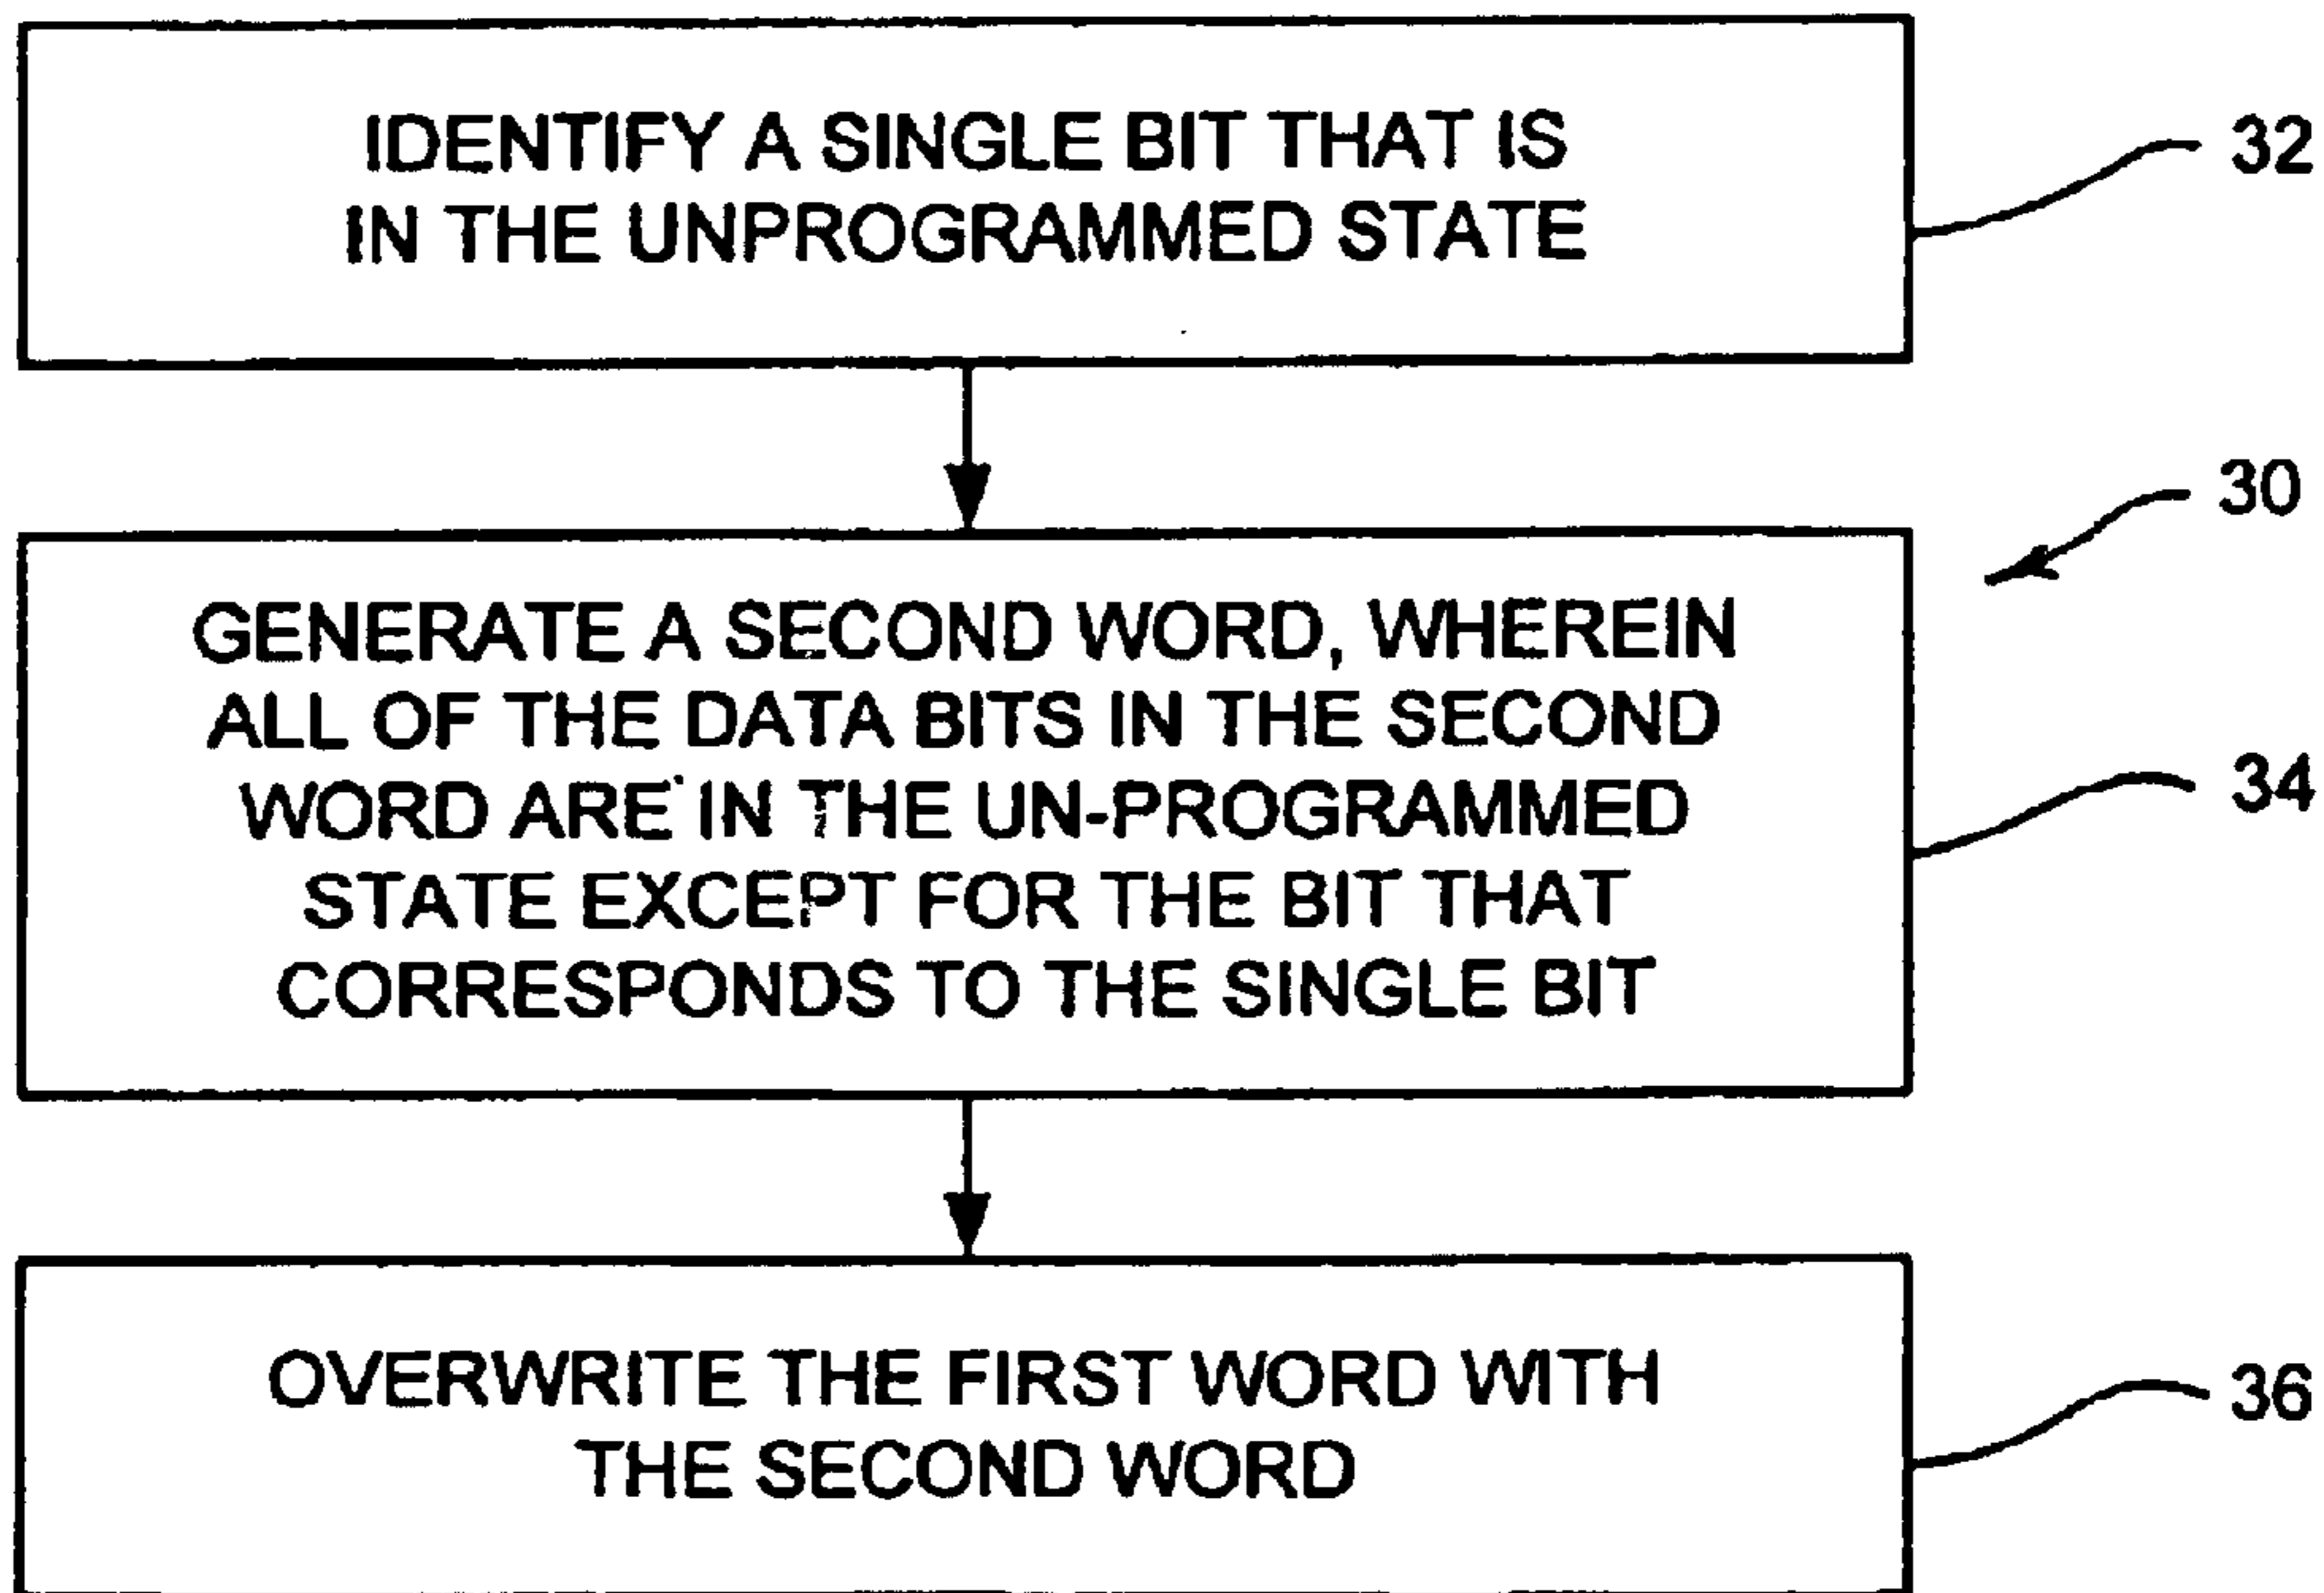 IDENTIFY A SINGLE BIT THAT IS
IN THE UNPROGRAMMED STATE
32
30
GENERATE A SECOND WORD, WHEREIN
ALL OF THE DATA BITS IN THE SECOND
WORD ARE IN THE UN-PROGRAMMED
STATE EXCEPT FOR THE BIT THAT
CORRESPONDS TO THE SINGLE BIT
34
OVERWRITE THE FIRST WORD WITH
THE SECOND WORD
36